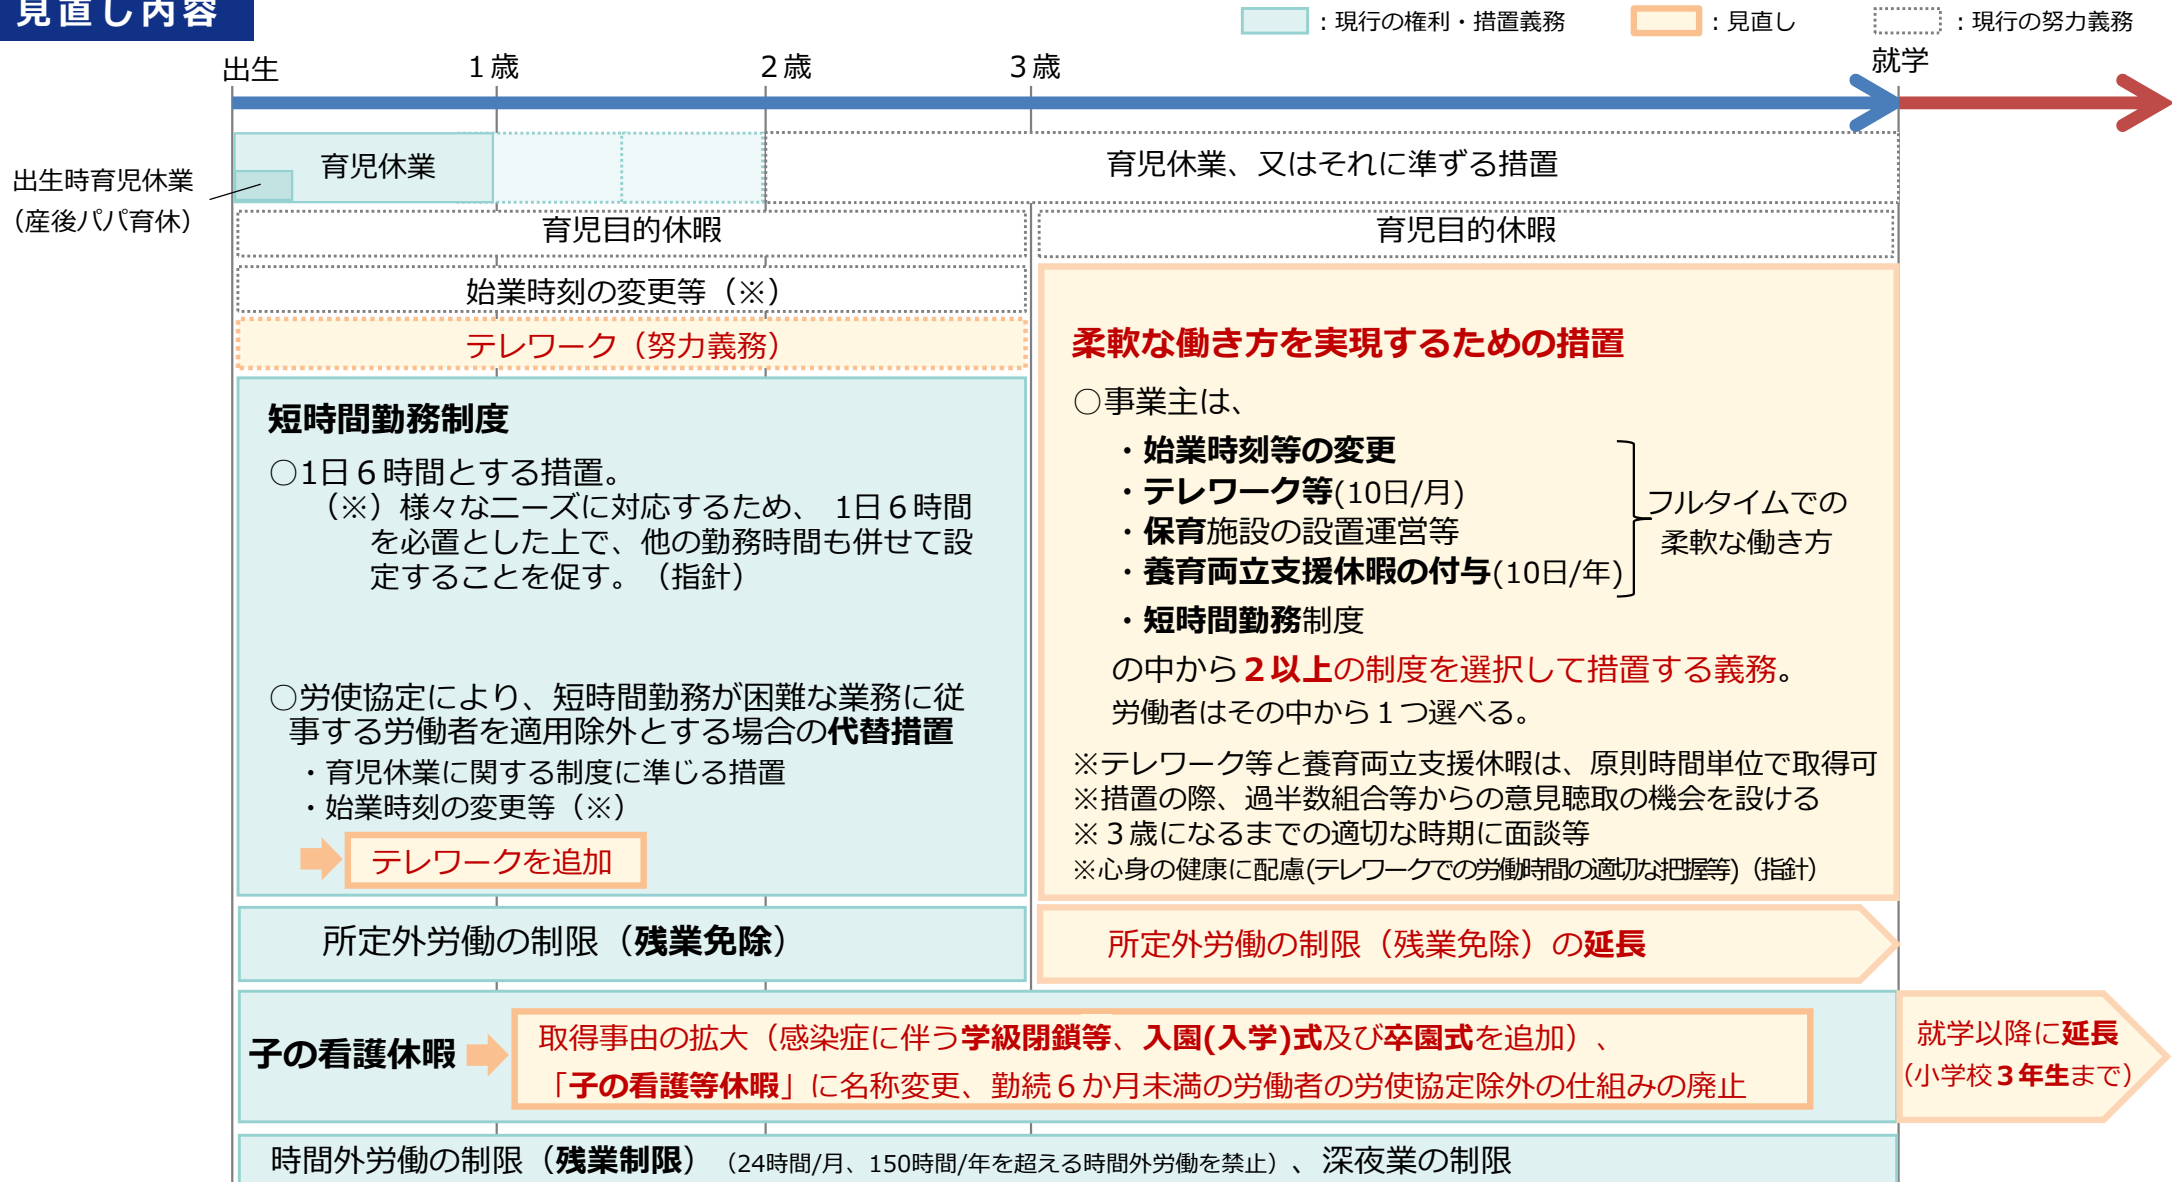 見直し内容
：現行の権利・措置義務
：見直し
：現行の努力義務
出生
１歳
２歳
３歳
就学
出生時育児休業
（産後パパ育休）
育児休業
育児休業、又はそれに準ずる措置
育児目的休暇
育児目的休暇
始業時刻の変更等（※）
テレワーク（努力義務）
短時間勤務制度
○1日６時間とする措置。
（※）様々なニーズに対応するため、 1日６時間
を必置とした上で、他の勤務時間も併せて設
定することを促す。（指針）
○労使協定により、短時間勤務が困難な業務に従
事する労働者を適用除外とする場合の代替措置
・育児休業に関する制度に準じる措置
・始業時刻の変更等（※）
テレワークを追加
柔軟な働き方を実現するための措置
○事業主は、
・始業時刻等の変更
・テレワーク等(10日/月)
・保育施設の設置運営等
・養育両立支援休暇の付与(10日/年)
・短時間勤務制度
フルタイムでの
柔軟な働き方
の中から２以上の制度を選択して措置する義務。
労働者はその中から１つ選べる。
※テレワーク等と養育両立支援休暇は、原則時間単位で取得可
※措置の際、過半数組合等からの意見聴取の機会を設ける
※３歳になるまでの適切な時期に面談等
※心身の健康に配慮(テレワークでの労働時間の適切な把握等)（指針）
所定外労働の制限（残業免除）
所定外労働の制限（残業免除）の延長
子の看護休暇
取得事由の拡大（感染症に伴う学級閉鎖等、入園(入学)式及び卒園式を追加）、
「子の看護等休暇」に名称変更、勤続６か月未満の労働者の労使協定除外の仕組みの廃止
就学以降に延長
（小学校３年生まで）
時間外労働の制限（残業制限）（24時間/月、150時間/年を超える時間外労働を禁止）、深夜業の制限